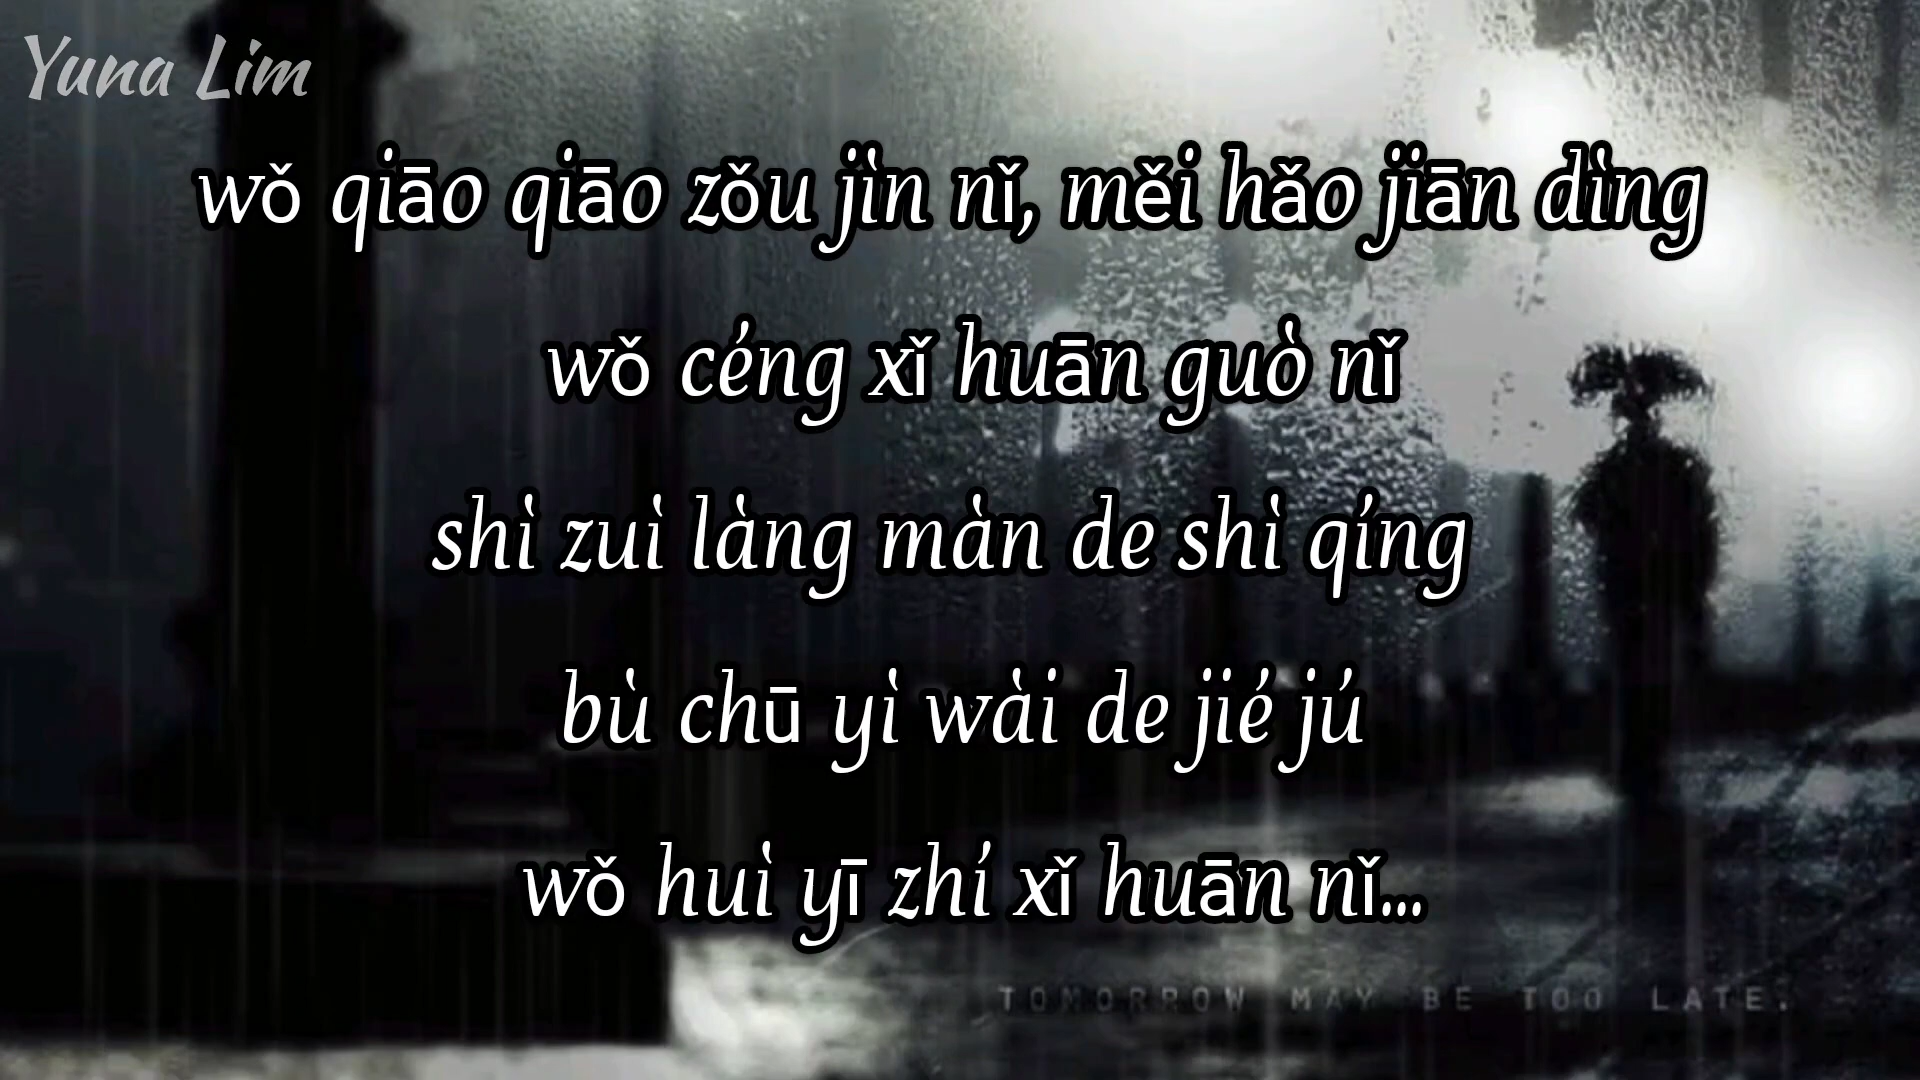 Yuna Lim
wǒ qiāo qiāo zǒu jìn nǐ, měi hǎo jiān dìng
wǒ céng xǐ huān guò nǐ
shì zuì làng màn de shì qíng
bù chū yì wài de jié jú
wǒ huì yī zhí xǐ huān nǐ...
TOMORROW MAY BE TOO LATE.